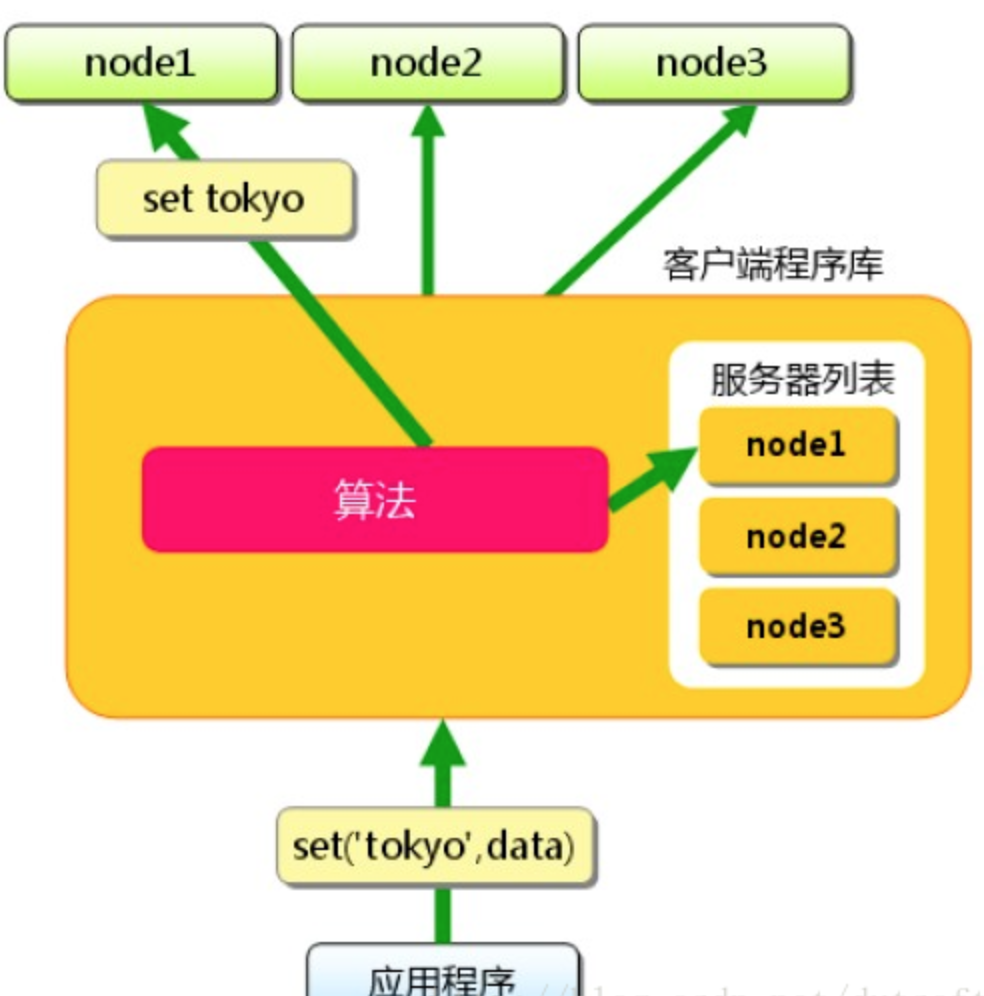 node1 node2 node3
set tokyo
客户端程序库
服务器列表
node1
算法
node2
node3
set('tokyo',data)
应用程序